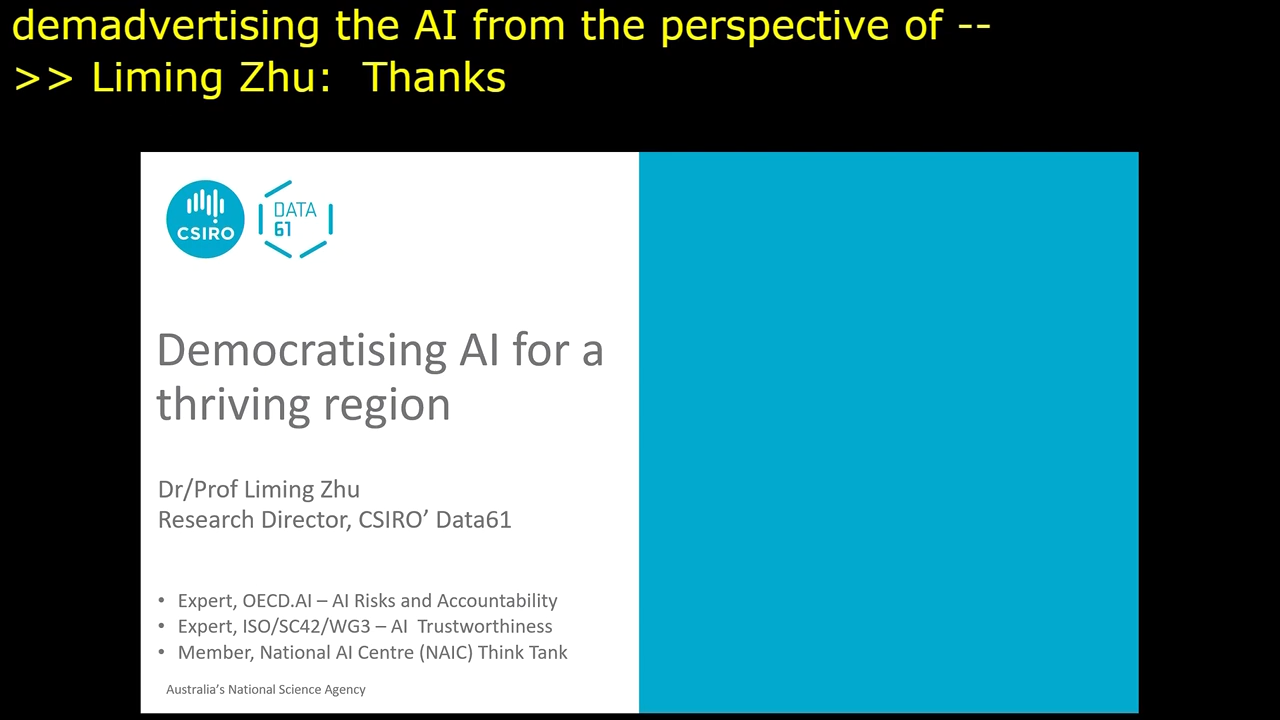 demadvertising the AI from the perspective of --
>> Liming Zhu:  Thanks
CSIRO
DATA
61
Democratising AI for a
thriving region
Dr/Prof Liming Zhu
Research Director, CSIRO’ Data61
• Expert, OECD.AI – AI Risks and Accountability
• Expert, ISO/SC42/WG3 – AI  Trustworthiness
• Member, National AI Centre (NAIC) Think Tank
Australia’s National Science Agency